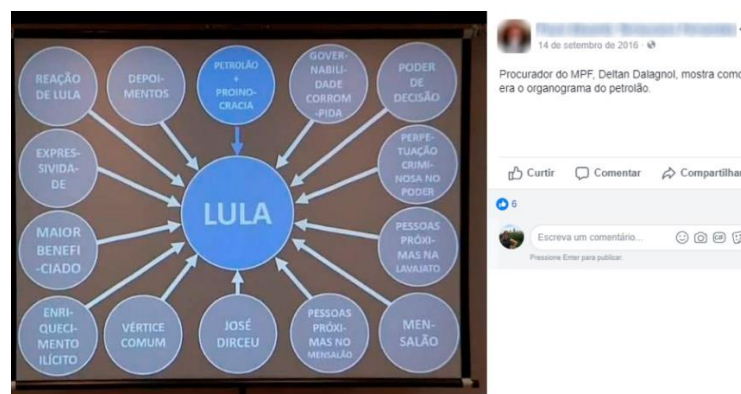 REAÇÃO
DE LULA
DEPOI-
MENTOS
PETROLÃO
+
PROINO-
CRACIA
GOVER-
NABILI-
DADE
CORROM
-PIDA
PODER
DE
DECISÃO
EXPRES-
SIVIDA-
DE
PERPE-
TUAÇÃO
CRIMI-
NOSA NO
PODER
LULA
MAIOR
BENEFI
-CIADO
PESSOAS
PRÓXI-
MAS NA
LAVAJATO
ENRI-
QUECI-
MENTO
ILÍCITO
VÉRTICE
COMUM
JOSÉ
DIRCEU
PESSOAS
PRÓXI-
MAS NO
MENSALÃO
MEN-
SALÃO
14 de setembro de 2016
Procurador do MPF, Deltan Dalagnol, mostra como
era o organograma do petrolão.
Curtir Comentar Compartilhar
6
Escreva um comentário...
GIF
Pressione Enter para publicar.